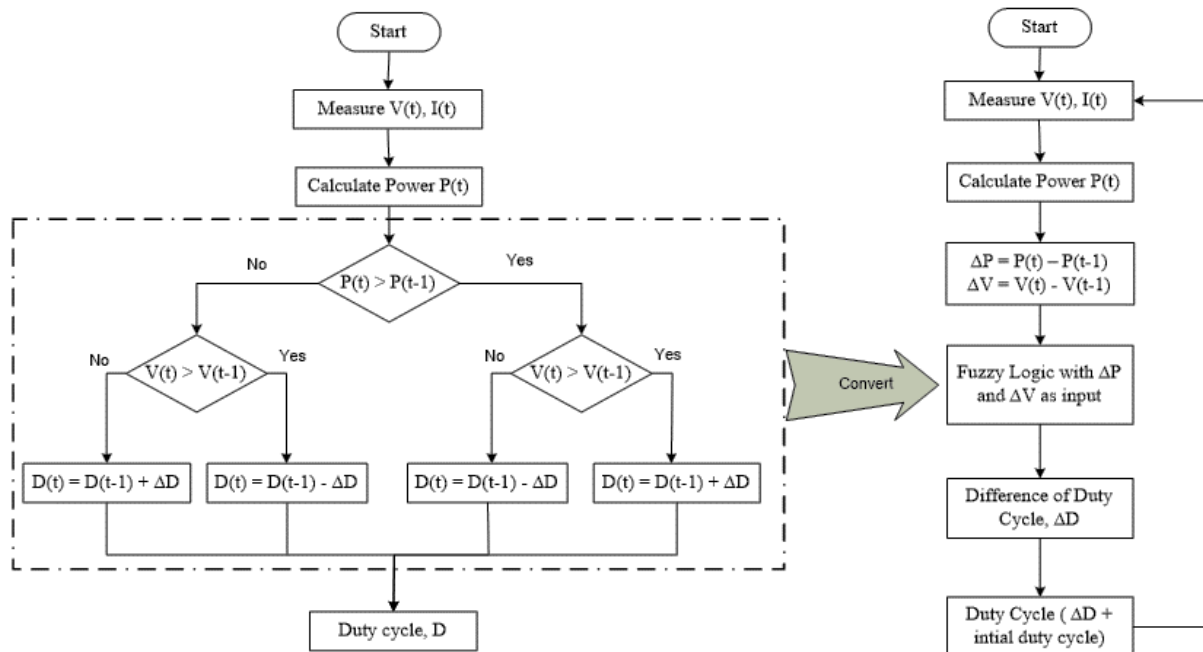 Start
Measure V(t), I(t)
Calculate Power P(t)
No
Yes
P(t) > P(t-1)
No
V(t) > V(t-1)
Yes
No
V(t) > V(t-1)
Yes
D(t) = D(t-1) + ΔD
D(t) = D(t-1) - ΔD
D(t) = D(t-1) - ΔD
D(t) = D(t-1) + ΔD
Duty cycle, D
Convert
Start
Measure V(t), I(t)
Calculate Power P(t)
ΔP = P(t) – P(t-1)
ΔV = V(t) - V(t-1)
Fuzzy Logic with ΔP
and ΔV as input
Difference of Duty
Cycle, ΔD
Duty Cycle ( ΔD +
intial duty cycle)